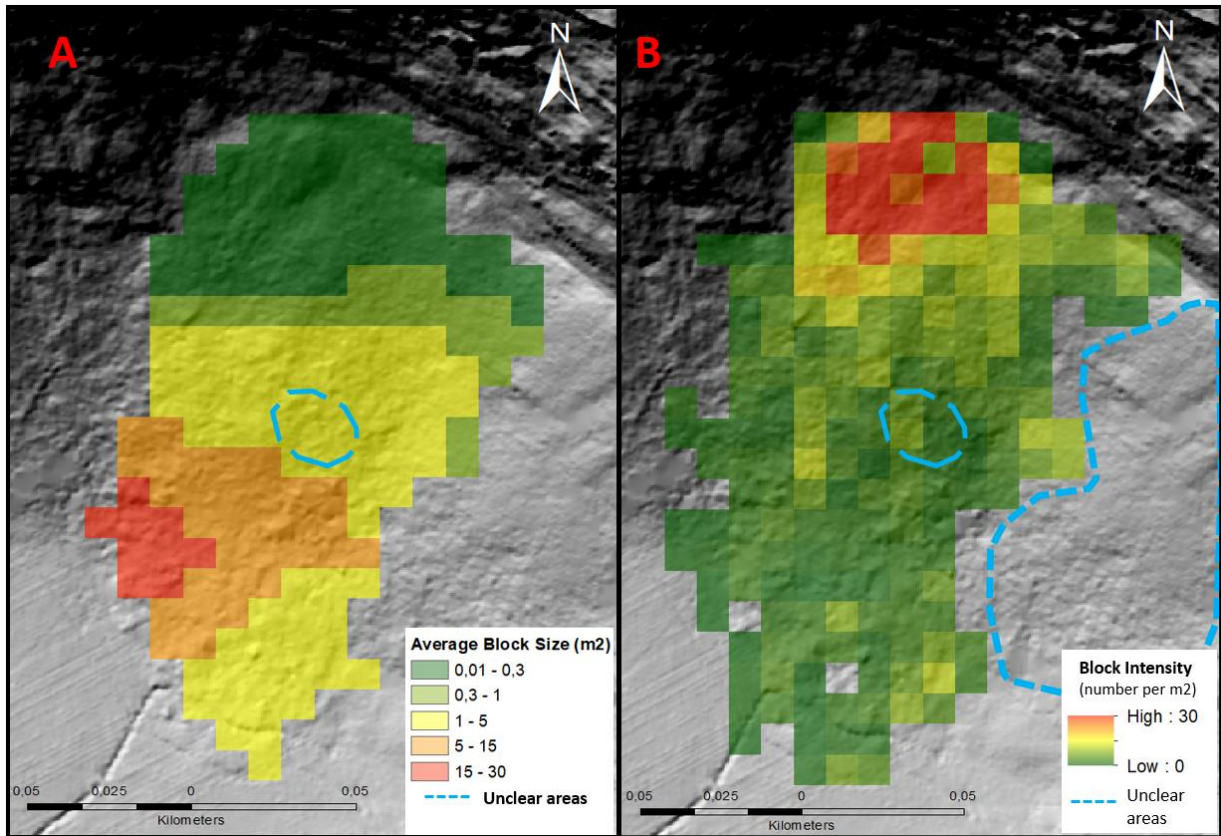 A
N
Average Block Size (m2)
0,01 - 0,3
0,3 - 1
1 - 5
5 - 15
15 - 30
Unclear areas
0,05 0,025 0 0,05
Kilometers
B
N
Block Intensity
(number per m2)
High : 30
Low : 0
Unclear
areas
0,05 0,025 0 0,05
Kilometers